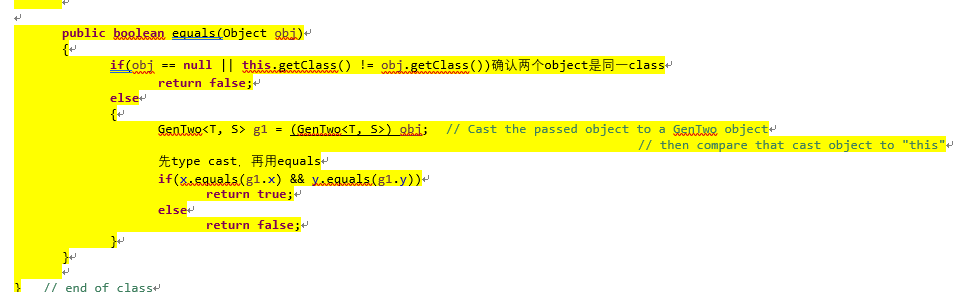 public boolean equals(Object obj)
{
if(obj == null || this.getClass() != obj.getClass())确认两个object是同一class
return false;
else
{
GenTwo<T, S> g1 = (GenTwo<T, S>) obj; // Cast the passed object to a GenTwo object
// then compare that cast object to "this"
先type cast，再用equals
if(x.equals(g1.x) && y.equals(g1.y))
return true;
else
return false;
}
}
} // end of class